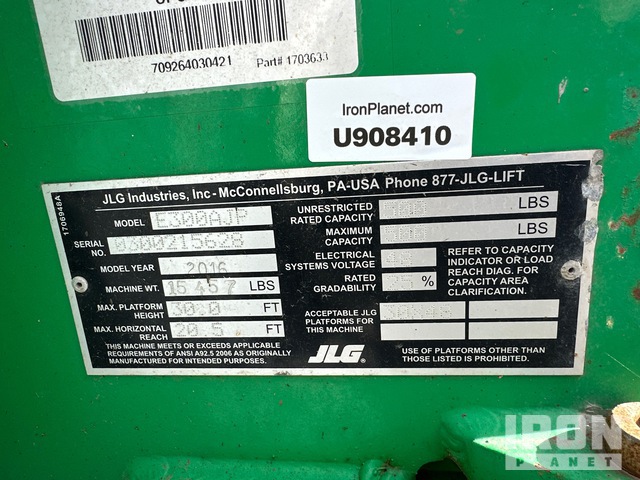 709264030421 Part# 1703633
IronPlanet.com
U908410
1706948A
JLG Industries, Inc - McConnellsburg, PA-USA Phone 877-JLG-LIFT
MODEL E300AJP
SERIAL NO. 0300215628
MODEL YEAR 2016
MACHINE WT. 15457 LBS
MAX. PLATFORM HEIGHT 30.0 FT
MAX. HORIZONTAL REACH 20.5 FT
THIS MACHINE MEETS OR EXCEEDS APPLICABLE
REQUIREMENTS OF ANSI A92.5 2006 AS ORIGINALLY
MANUFACTURED FOR INTENDED PURPOSES.
UNRESTRICTED RATED CAPACITY LBS
MAXIMUM CAPACITY LBS
ELECTRICAL SYSTEMS VOLTAGE
RATED GRADABILITY %
REFER TO CAPACITY
INDICATOR OR LOAD
REACH DIAG. FOR
CAPACITY AREA
CLARIFICATION.
ACCEPTABLE JLG
PLATFORMS FOR
THIS MACHINE
JLG
USE OF PLATFORMS OTHER THAN
THOSE LISTED IS PROHIBITED.
IRON
PLANET